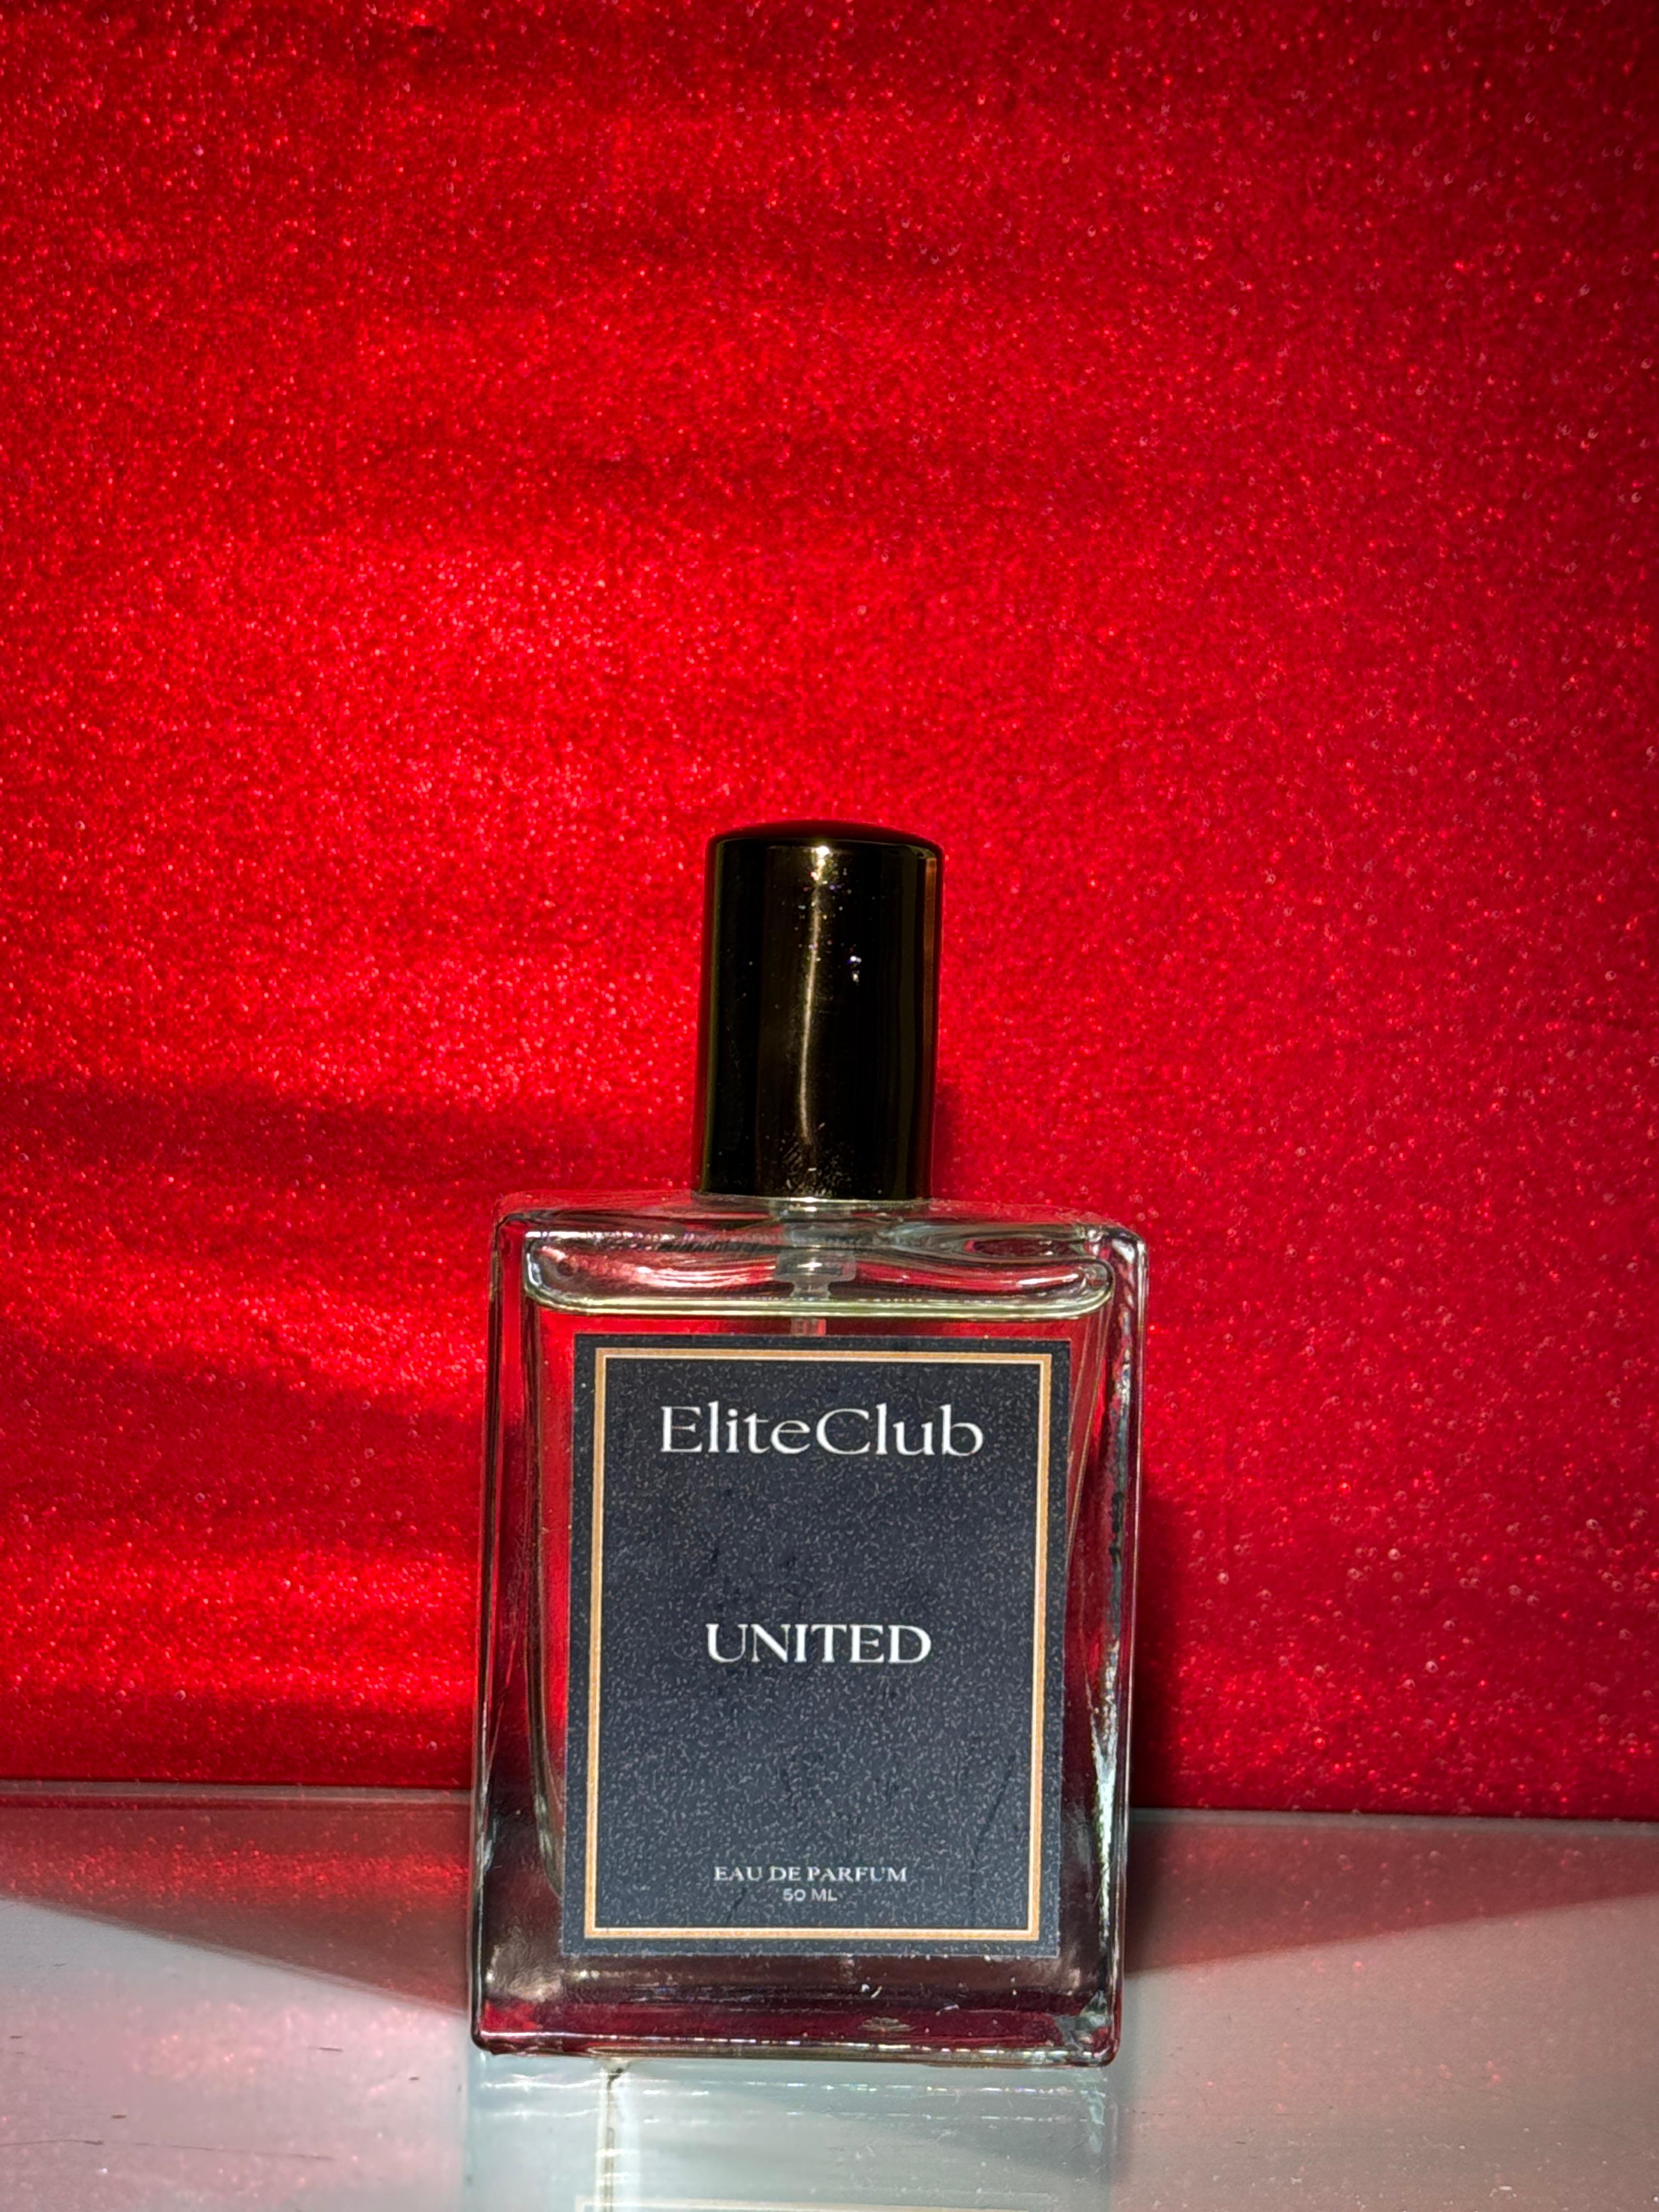 EliteClub
UNITED
EAU DE PARFUM
50 ML